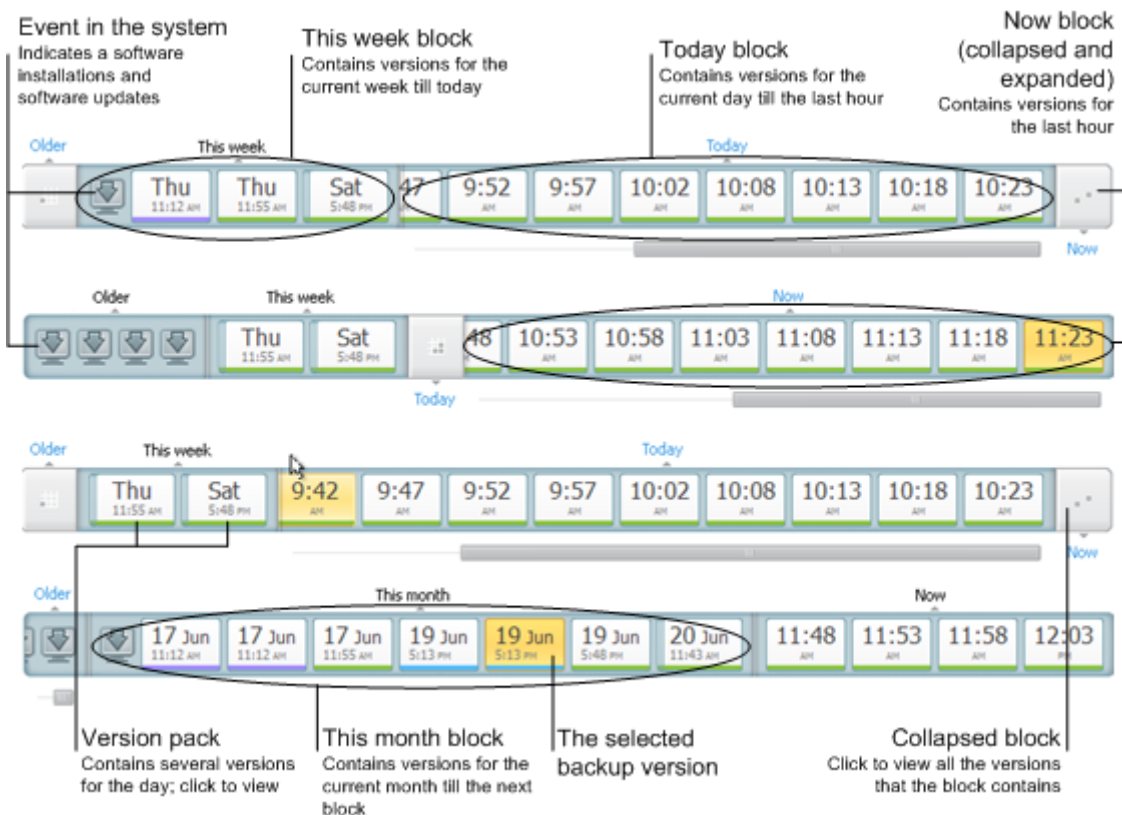 Event in the system
Indicates a software
installations and
software updates
This week block
Contains versions for the
current week till today
Today block
Contains versions for the
current day till the last hour
Now block
(collapsed and
expanded)
Contains versions for
the last hour
Older This week Today
Thu Thu Sat 47 9:52 9:57 10:02 10:08 10:13 10:18 10:23
11:12 AM 11:55 AM 5:48 PM AM AM AM AM AM AM AM
Now
Older This week Now
Thu Sat 48 10:53 10:58 11:03 11:08 11:13 11:18 11:23
11:55 AM 5:48 PM AM AM AM AM AM AM AM
Today
Older This week Today
Thu Sat 9:42 9:47 9:52 9:57 10:02 10:08 10:13 10:18 10:23
11:55 AM 5:48 PM AM AM AM AM AM AM AM AM AM
Now
Older This month Now
17 Jun 17 Jun 17 Jun 19 Jun 19 Jun 19 Jun 20 Jun 11:48 11:53 11:58 12:03
11:12 AM 11:12 AM 11:55 AM 5:13 PM 5:13 PM 5:48 PM 11:43 AM AM AM AM PM
Version pack
Contains several versions
for the day; click to view
This month block
Contains versions for the
current month till the next
block
The selected
backup version
Collapsed block
Click to view all the versions
that the block contains